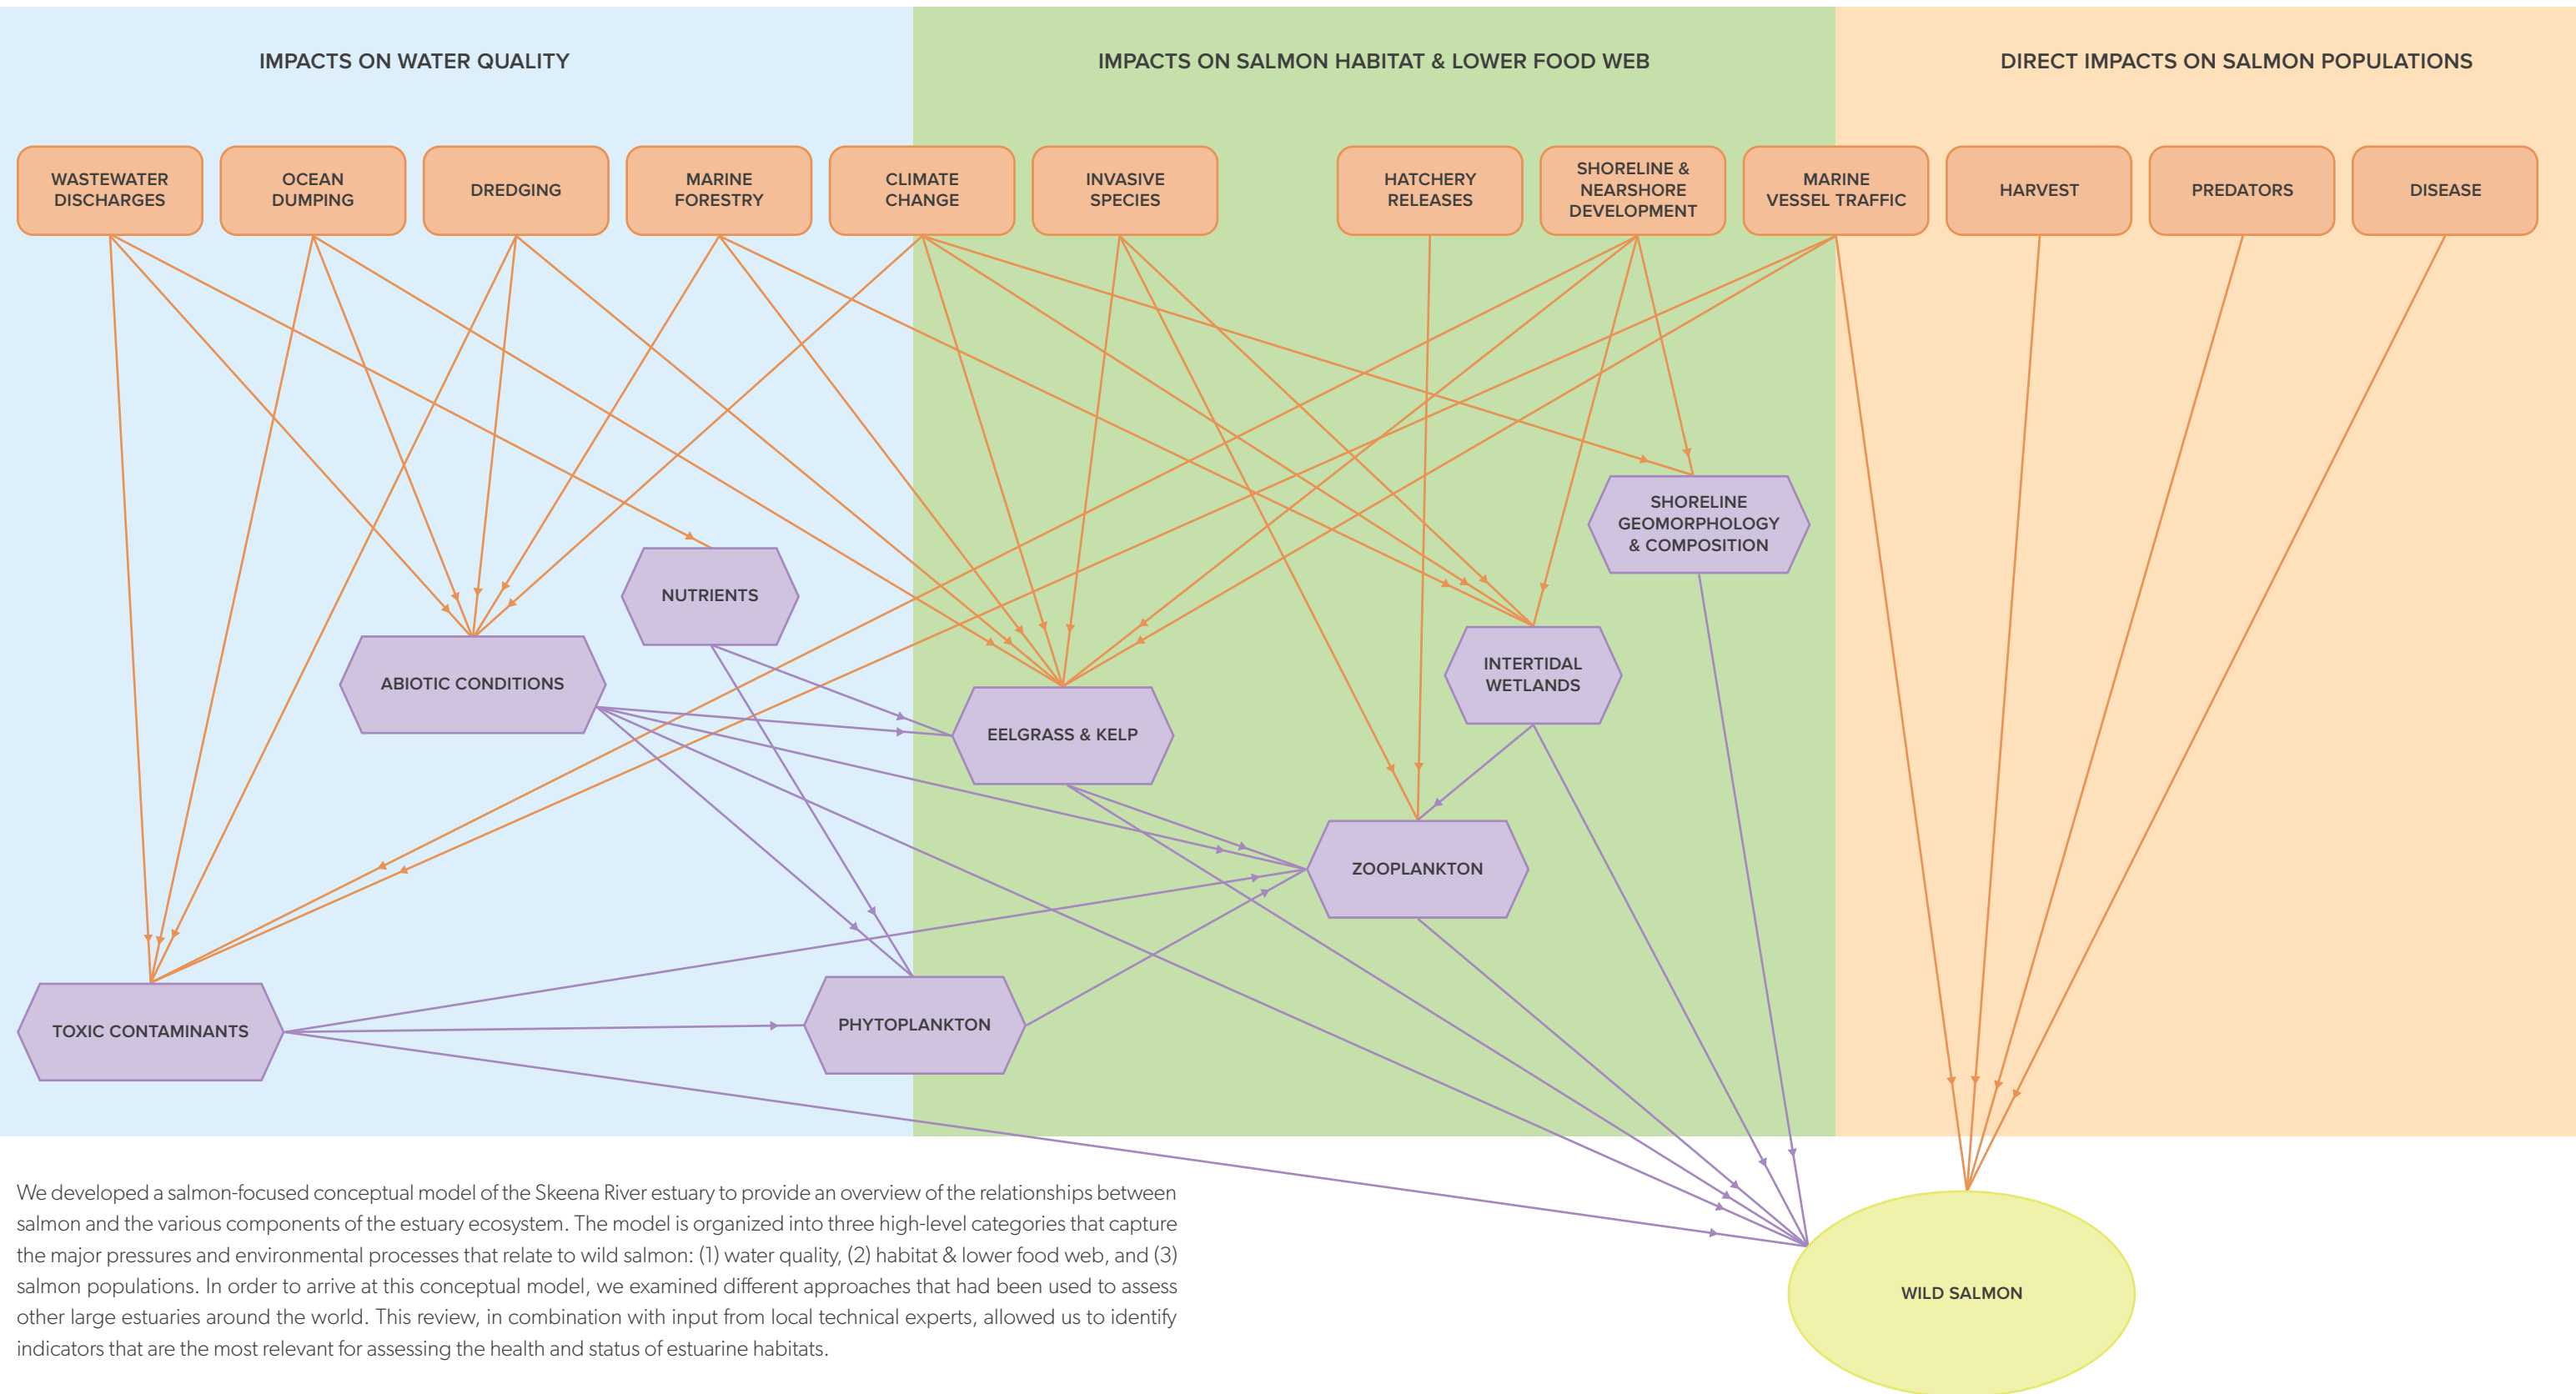 IMPACTS ON WATER QUALITY
IMPACTS ON SALMON HABITAT & LOWER FOOD WEB
DIRECT IMPACTS ON SALMON POPULATIONS
WASTEWATER
DISCHARGES
OCEAN
DUMPING
DREDGING
MARINE
FORESTRY
CLIMATE
CHANGE
INVASIVE
SPECIES
HATCHERY
RELEASES
SHORELINE &
NEARSHORE
DEVELOPMENT
MARINE
VESSEL TRAFFIC
HARVEST
PREDATORS
DISEASE
SHORELINE
GEOMORPHOLOGY
& COMPOSITION
NUTRIENTS
ABIOTIC CONDITIONS
INTERTIDAL
WETLANDS
EELGRASS & KELP
ZOOPLANKTON
TOXIC CONTAMINANTS
PHYTOPLANKTON
We developed a salmon-focused conceptual model of the Skeena River estuary to provide an overview of the relationships between
salmon and the various components of the estuary ecosystem. The model is organized into three high-level categories that capture
the major pressures and environmental processes that relate to wild salmon: (1) water quality, (2) habitat & lower food web, and (3)
salmon populations. In order to arrive at this conceptual model, we examined different approaches that had been used to assess
other large estuaries around the world. This review, in combination with input from local technical experts, allowed us to identify
indicators that are the most relevant for assessing the health and status of estuarine habitats.
WILD SALMON